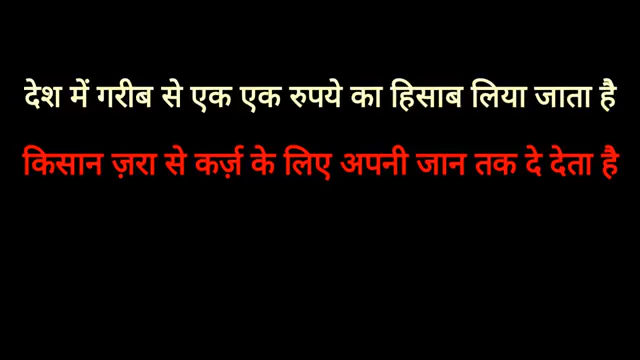 देश में गरीब से एक एक रुपये का हिसाब लिया जाता है
किसान ज़रा से कर्ज़ के लिए अपनी जान तक दे देता है